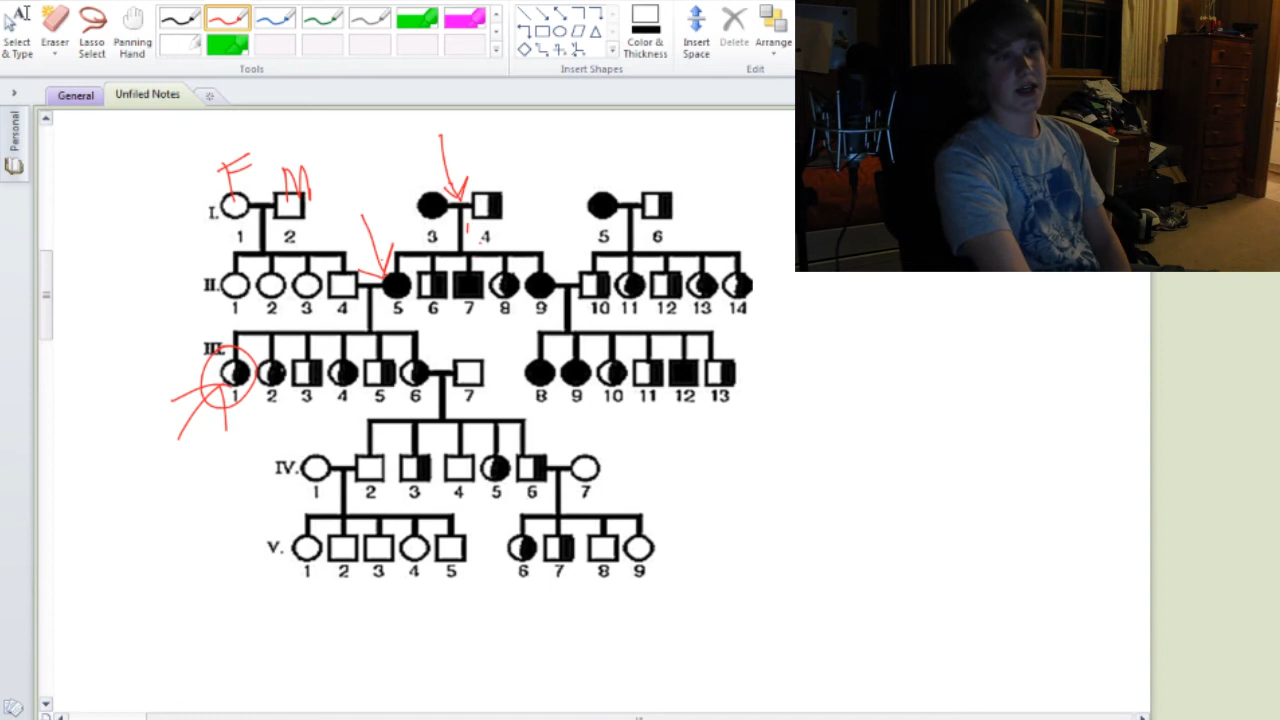 Select & Type
Eraser
Lasso Select
Panning Hand
Color & Thickness
Insert Space
Delete
Arrange
Tools
Insert Shapes
Edit
General
Unfiled Notes
Personal
F M
I.
1 2 3 4 5 6
II.
1 2 3 4 5 6 7 8 9 10 11 12 13 14
III.
1 2 3 4 5 6 7 8 9 10 11 12 13
IV.
1 2 3 4 5 6 7
V.
1 2 3 4 5 6 7 8 9